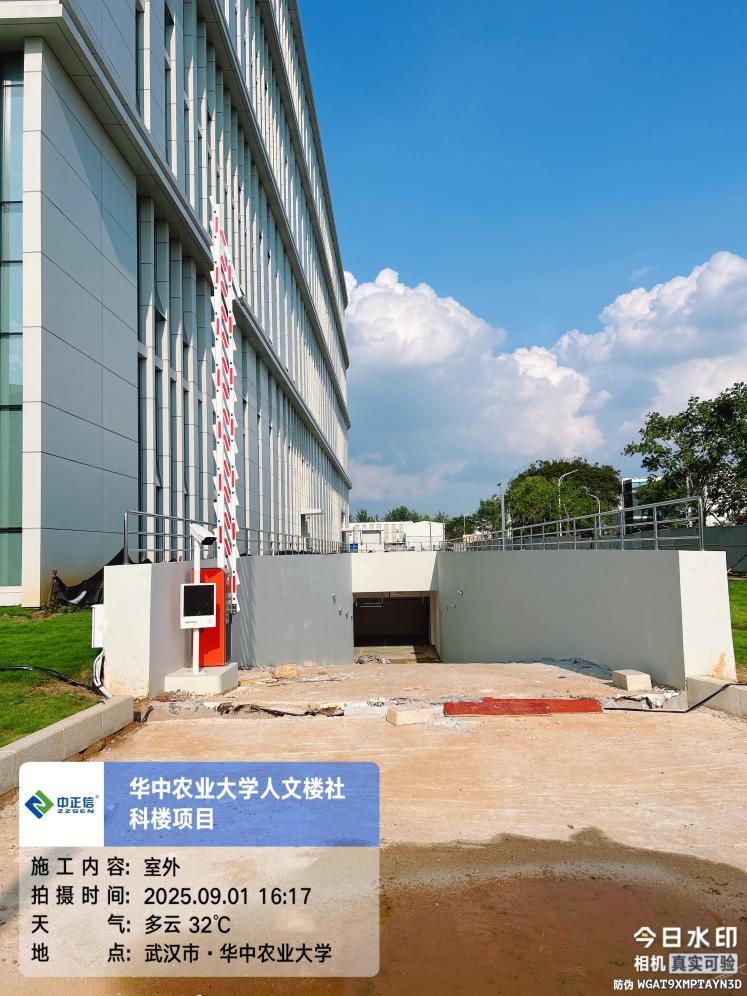 中正信®
ZZSEN
华中农业大学人文楼社
科楼项目
施工内容: 室外
拍摄时间: 2025.09.01 16:17
天气: 多云 32℃
地点: 武汉市·华中农业大学
今日水印
相机 真实可验
防伪 WGAT9XMPTAYN3D